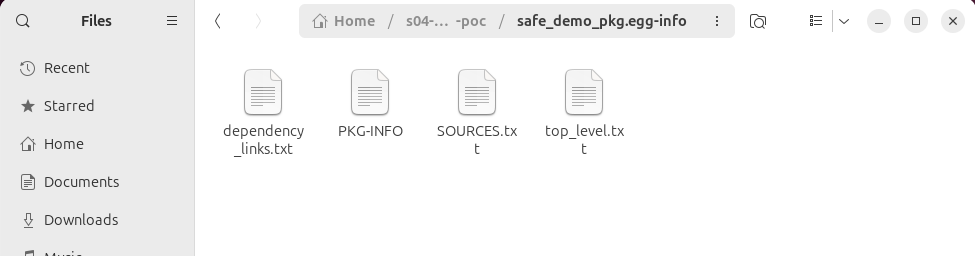 Files
Home / s04-... -poc / safe_demo_pkg.egg-info
Recent
Starred
Home
Documents
Downloads
Music
dependency
_links.txt
PKG-INFO
SOURCES.tx
t
top_level.tx
t